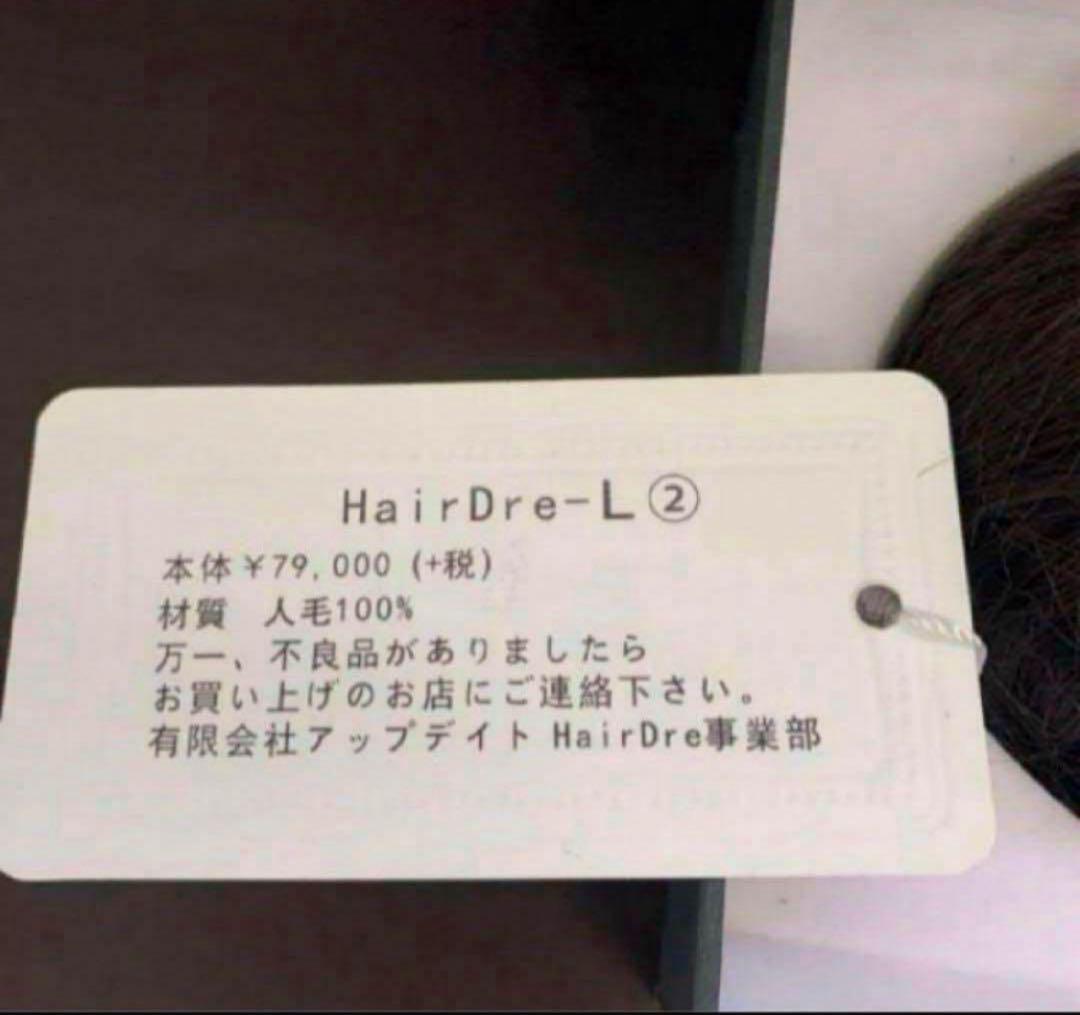 HairDre-L②
本体¥79,000 (+税)
材質　人毛100%
万一、不良品がありましたら
お買い上げのお店にご連絡下さい。
有限会社アップデイト HairDre事業部